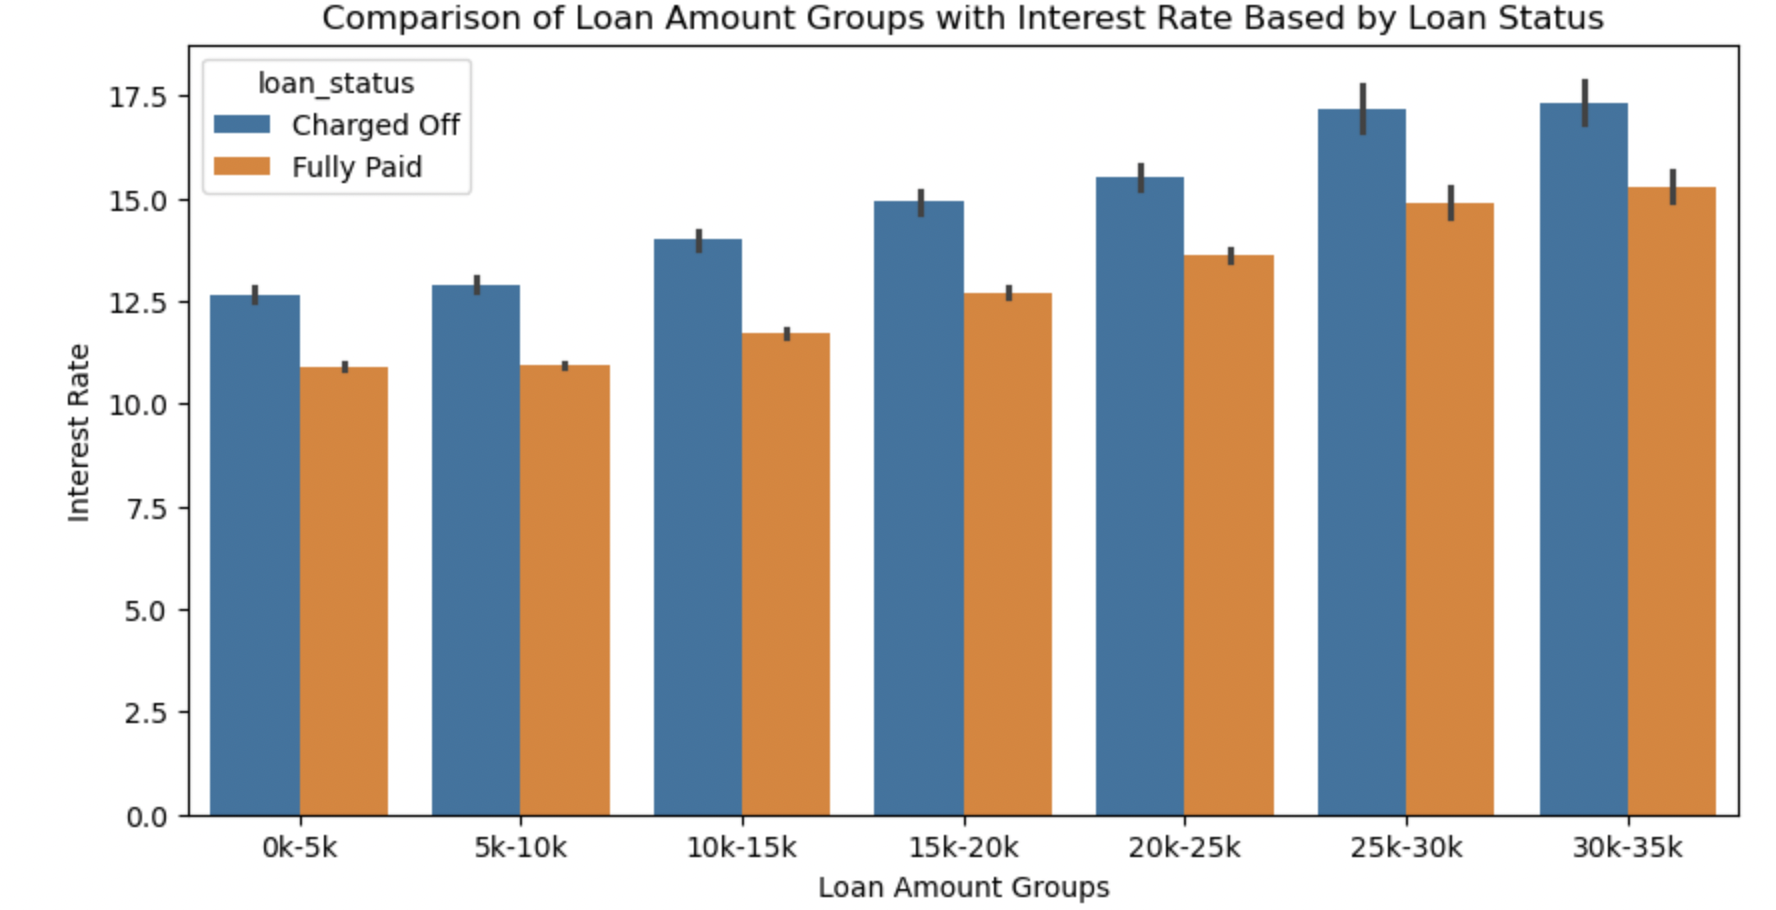 Comparison of Loan Amount Groups with Interest Rate Based by Loan Status
loan_status
Charged Off
Fully Paid
Interest Rate
17.5
15.0
12.5
10.0
7.5
5.0
2.5
0.0
0k-5k 5k-10k 10k-15k 15k-20k 20k-25k 25k-30k 30k-35k
Loan Amount Groups